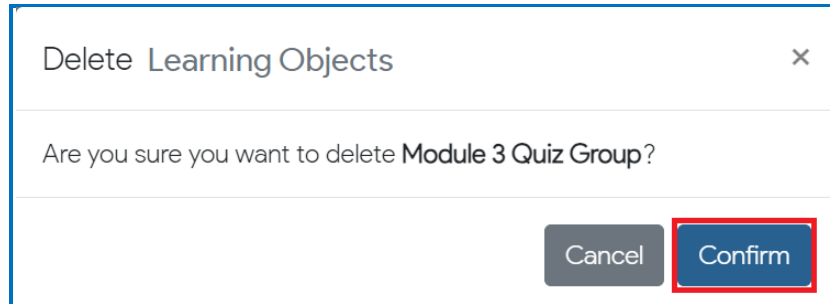 Delete Learning Objects ×
Are you sure you want to delete Module 3 Quiz Group?
Cancel Confirm